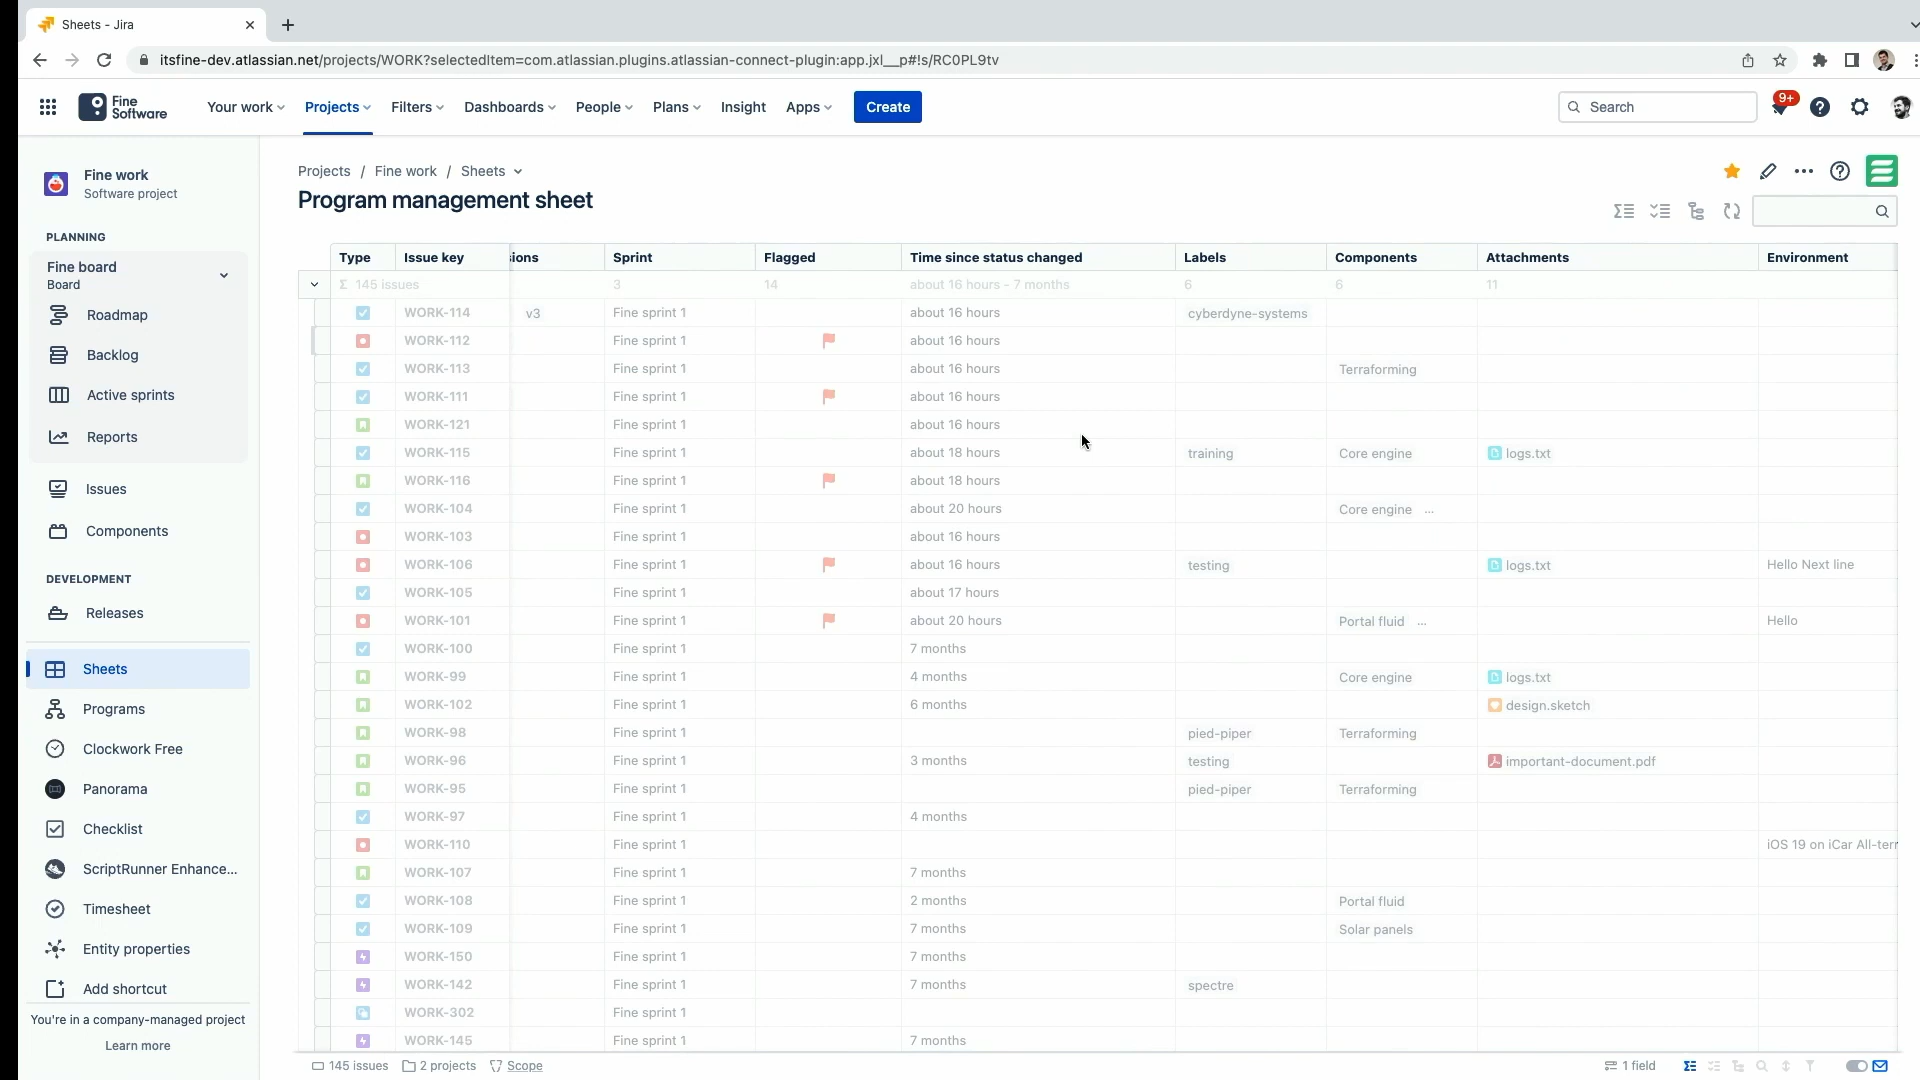 Sheets - Jira
itsfine-dev.atlassian.net/projects/WORK?selectedItem=com.atlassian.plugins.atlassian-connect-plugin:app.jxl__p#!s/RC0PL9tv
Fine Software
Your work
Projects
Filters
Dashboards
People
Plans
Insight
Apps
Create
Search
9+
Fine work
Software project
PLANNING
Fine board
Board
Roadmap
Backlog
Active sprints
Reports
Issues
Components
DEVELOPMENT
Releases
Sheets
Programs
Clockwork Free
Panorama
Checklist
ScriptRunner Enhance...
Timesheet
Entity properties
Add shortcut
You're in a company-managed project
Learn more
Projects / Fine work / Sheets
Program management sheet
Type Issue key ions Sprint Flagged Time since status changed Labels Components Attachments Environment
Σ 145 issues 3 14 about 16 hours - 7 months 6 6 11
WORK-114 v3 Fine sprint 1 about 16 hours cyberdyne-systems
WORK-112 Fine sprint 1 about 16 hours
WORK-113 Fine sprint 1 about 16 hours Terraforming
WORK-111 Fine sprint 1 about 16 hours
WORK-121 Fine sprint 1 about 16 hours
WORK-115 Fine sprint 1 about 18 hours training Core engine logs.txt
WORK-116 Fine sprint 1 about 18 hours
WORK-104 Fine sprint 1 about 20 hours Core engine ...
WORK-103 Fine sprint 1 about 16 hours
WORK-106 Fine sprint 1 about 16 hours testing logs.txt Hello Next line
WORK-105 Fine sprint 1 about 17 hours
WORK-101 Fine sprint 1 about 20 hours Portal fluid ... Hello
WORK-100 Fine sprint 1 7 months
WORK-99 Fine sprint 1 4 months Core engine logs.txt
WORK-102 Fine sprint 1 6 months design.sketch
WORK-98 Fine sprint 1 pied-piper Terraforming
WORK-96 Fine sprint 1 3 months testing important-document.pdf
WORK-95 Fine sprint 1 pied-piper Terraforming
WORK-97 Fine sprint 1 4 months
WORK-110 Fine sprint 1 iOS 19 on iCar All-terr
WORK-107 Fine sprint 1 7 months
WORK-108 Fine sprint 1 2 months Portal fluid
WORK-109 Fine sprint 1 7 months Solar panels
WORK-150 Fine sprint 1 7 months
WORK-142 Fine sprint 1 7 months spectre
WORK-302 Fine sprint 1
WORK-145 Fine sprint 1 7 months
145 issues 2 projects Scope 1 field